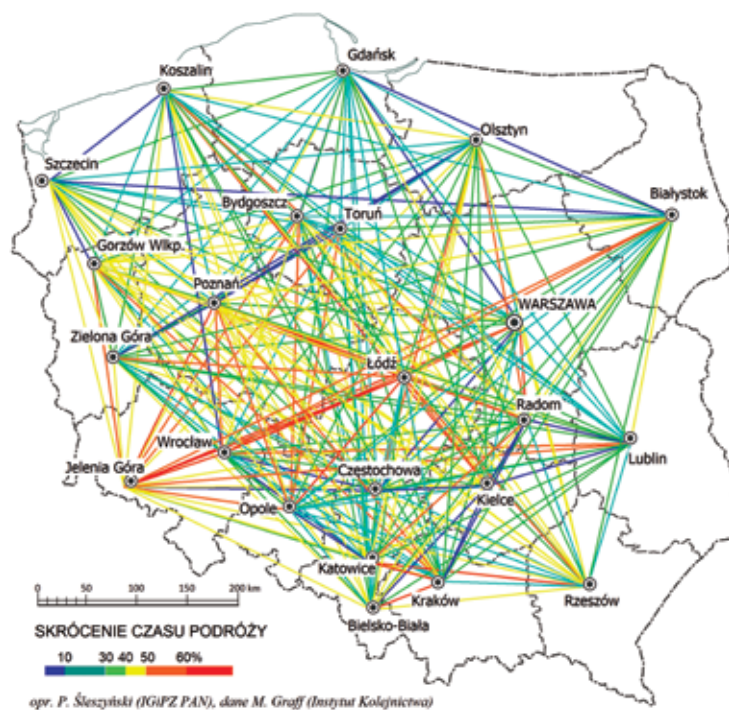 Gdańsk
Koszalin
Olsztyn
Szczecin
Białystok
Bydgoszcz
Toruń
Gorzów Wlkp.
Poznań
WARSZAWA
Zielona Góra
Łódź
Radom
Wrocław
Lublin
Jelenia Góra
Częstochowa
Kielce
Opole
Katowice
0 50 100 150 200 km
Kraków
Rzeszów
Bielsko-Biała
SKRÓCENIE CZASU PODRÓŻY
10 30 40 50 60%
opr. P. Śleszyński (IGiPZ PAN), dane M. Graff (Instytut Kolejnictwa)